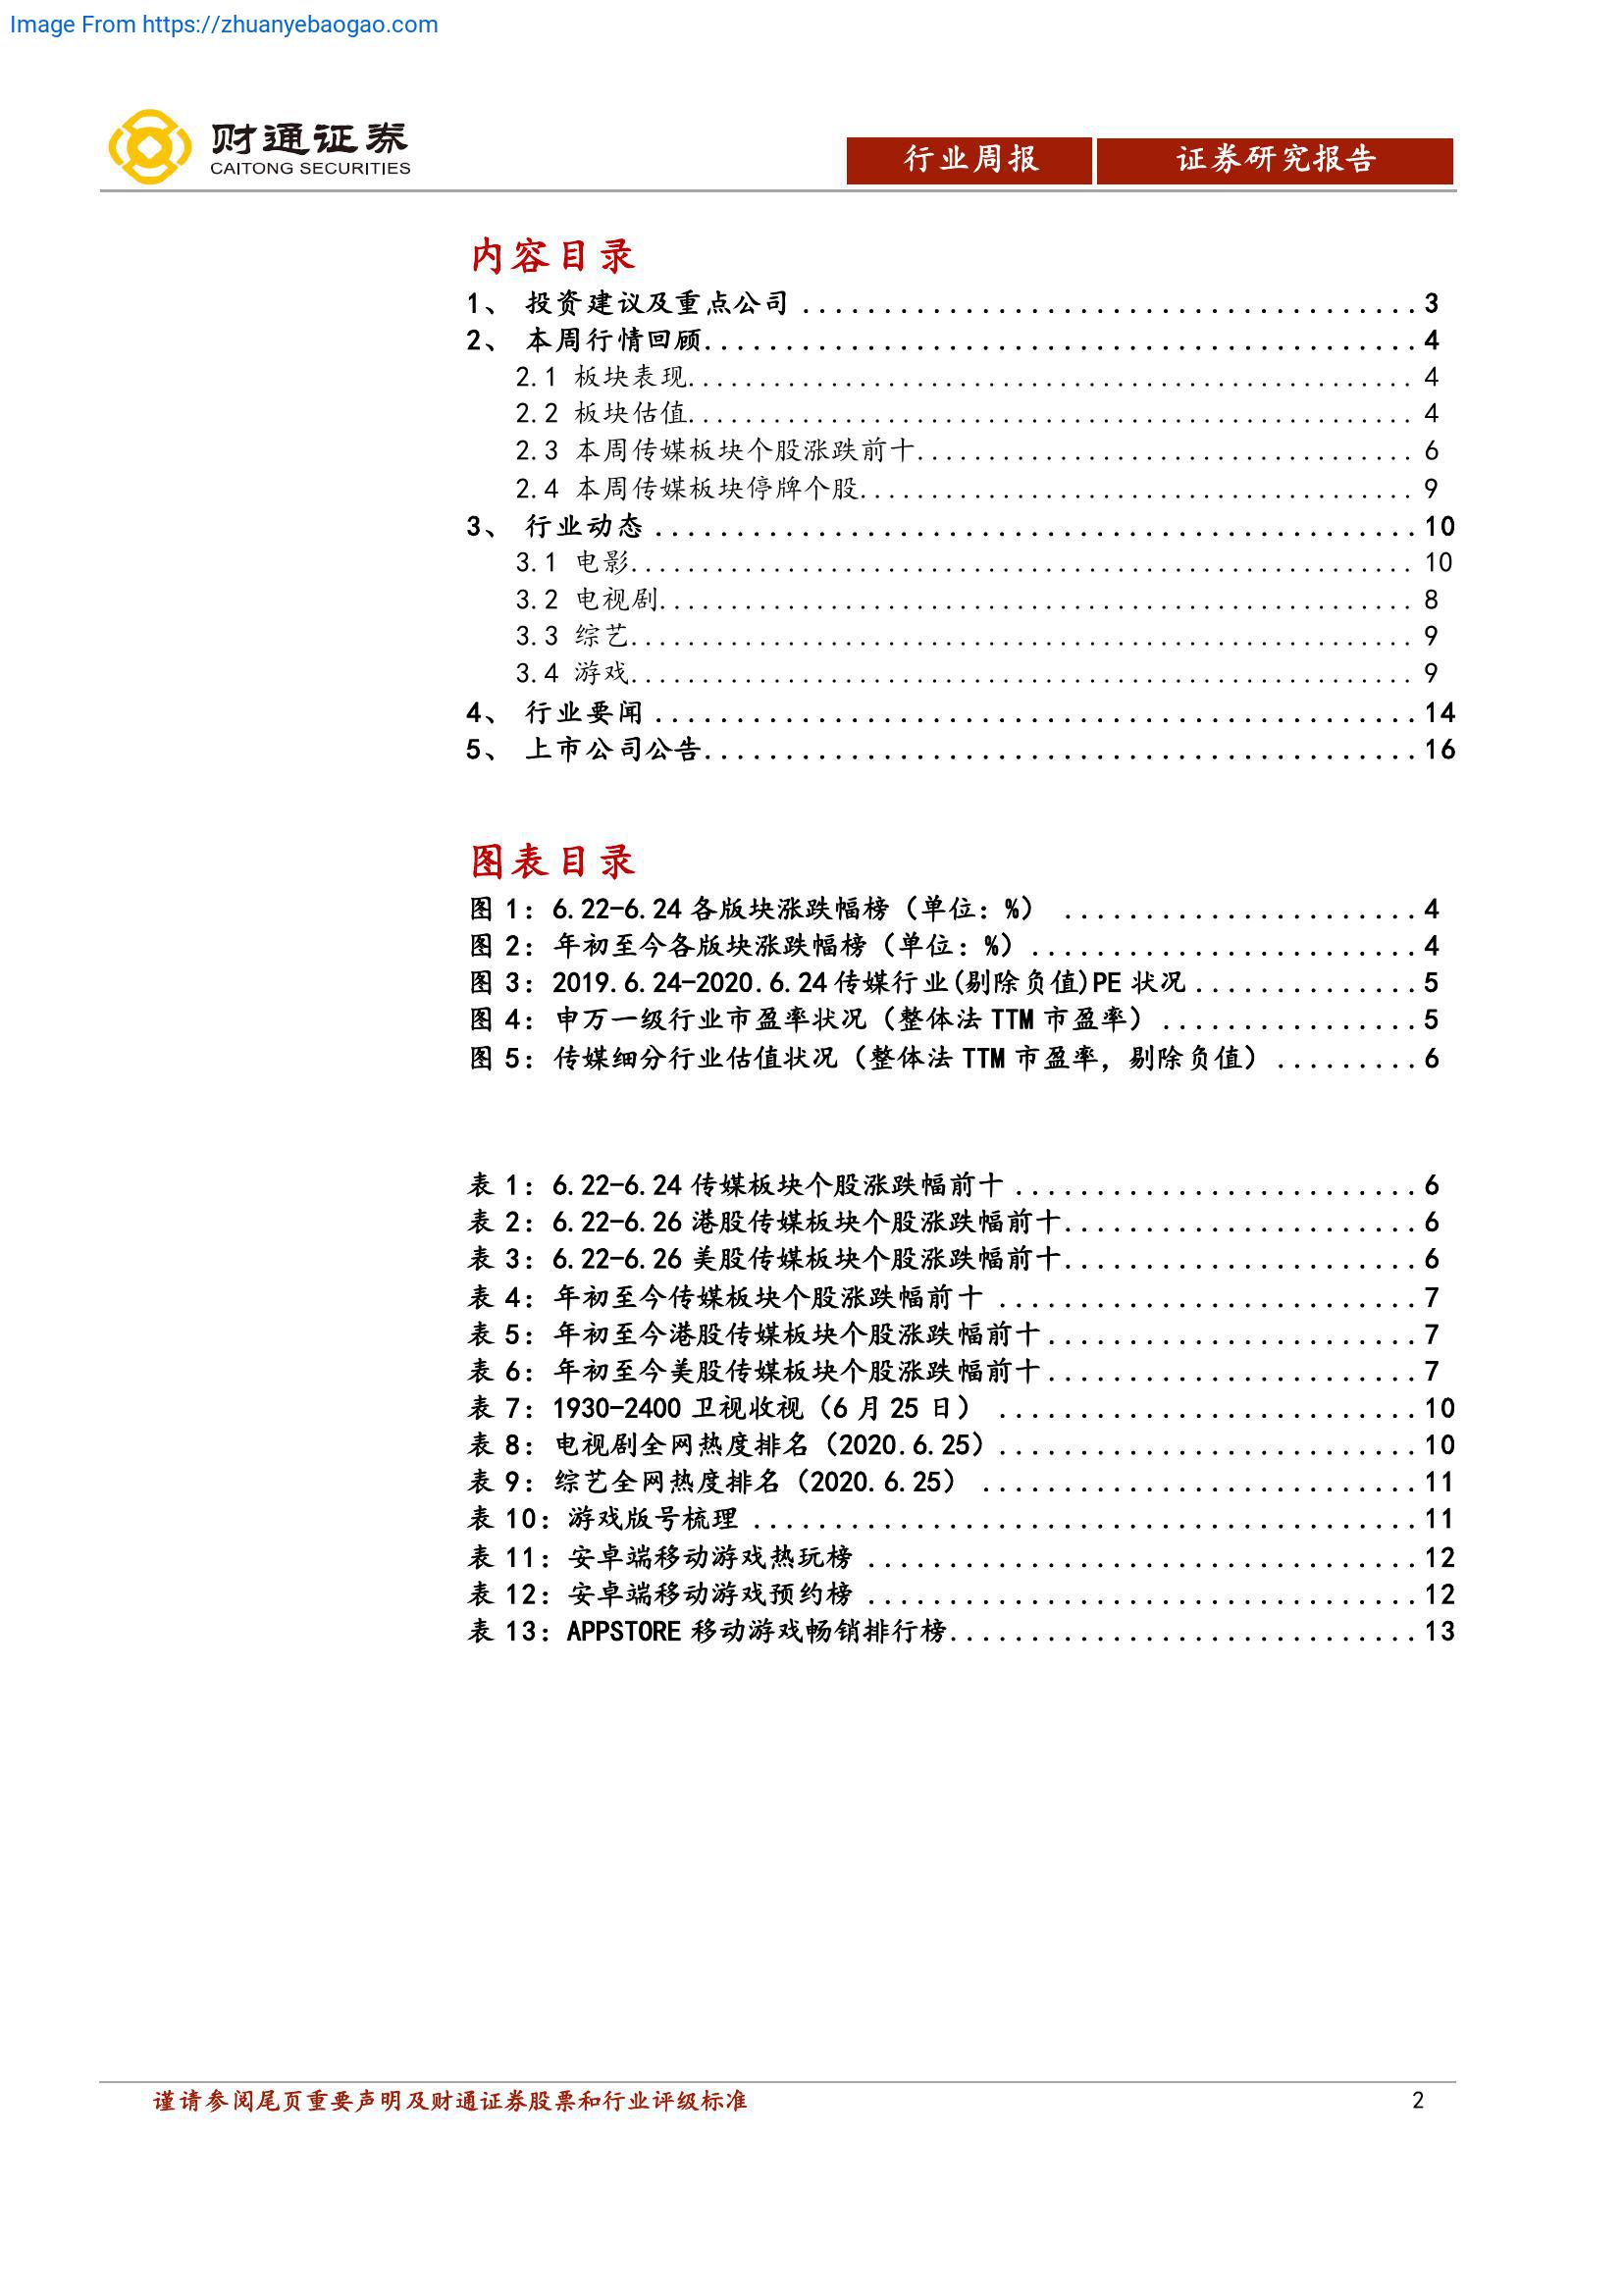 Image From https://zhuanyebaogao.com
财通证券
CAITONG SECURITIES
行业周报 证券研究报告
内容目录
1、 投资建议及重点公司 ...................................... 3
2、 本周行情回顾............................................ 4
2.1 板块表现.................................................... 4
2.2 板块估值.................................................... 4
2.3 本周传媒板块个股涨跌前十.................................... 6
2.4 本周传媒板块停牌个股........................................ 9
3、 行业动态 ............................................... 10
3.1 电影........................................................ 10
3.2 电视剧...................................................... 8
3.3 综艺........................................................ 9
3.4 游戏........................................................ 9
4、 行业要闻 ............................................... 14
5、 上市公司公告............................................ 16
图表目录
图 1：6.22-6.24 各版块涨跌幅榜（单位：%） ...................... 4
图 2：年初至今各版块涨跌幅榜（单位：%）........................ 4
图 3：2019.6.24-2020.6.24 传媒行业(剔除负值)PE 状况.............. 5
图 4：申万一级行业市盈率状况（整体法 TTM 市盈率） ................ 5
图 5：传媒细分行业估值状况（整体法 TTM 市盈率，剔除负值） ......... 6
表 1：6.22-6.24 传媒板块个股涨跌幅前十 ......................... 6
表 2：6.22-6.26 港股传媒板块个股涨跌幅前十...................... 6
表 3：6.22-6.26 美股传媒板块个股涨跌幅前十...................... 6
表 4：年初至今传媒板块个股涨跌幅前十 .......................... 7
表 5：年初至今港股传媒板块个股涨跌幅前十....................... 7
表 6：年初至今美股传媒板块个股涨跌幅前十....................... 7
表 7：1930-2400 卫视收视（6 月 25 日） .......................... 10
表 8：电视剧全网热度排名（2020.6.25）.......................... 10
表 9：综艺全网热度排名（2020.6.25） ........................... 11
表 10：游戏版号梳理 ......................................... 11
表 11：安卓端移动游戏热玩榜 .................................. 12
表 12：安卓端移动游戏预约榜 .................................. 12
表 13：APPSTORE 移动游戏畅销排行榜............................. 13
谨请参阅尾页重要声明及财通证券股票和行业评级标准 2